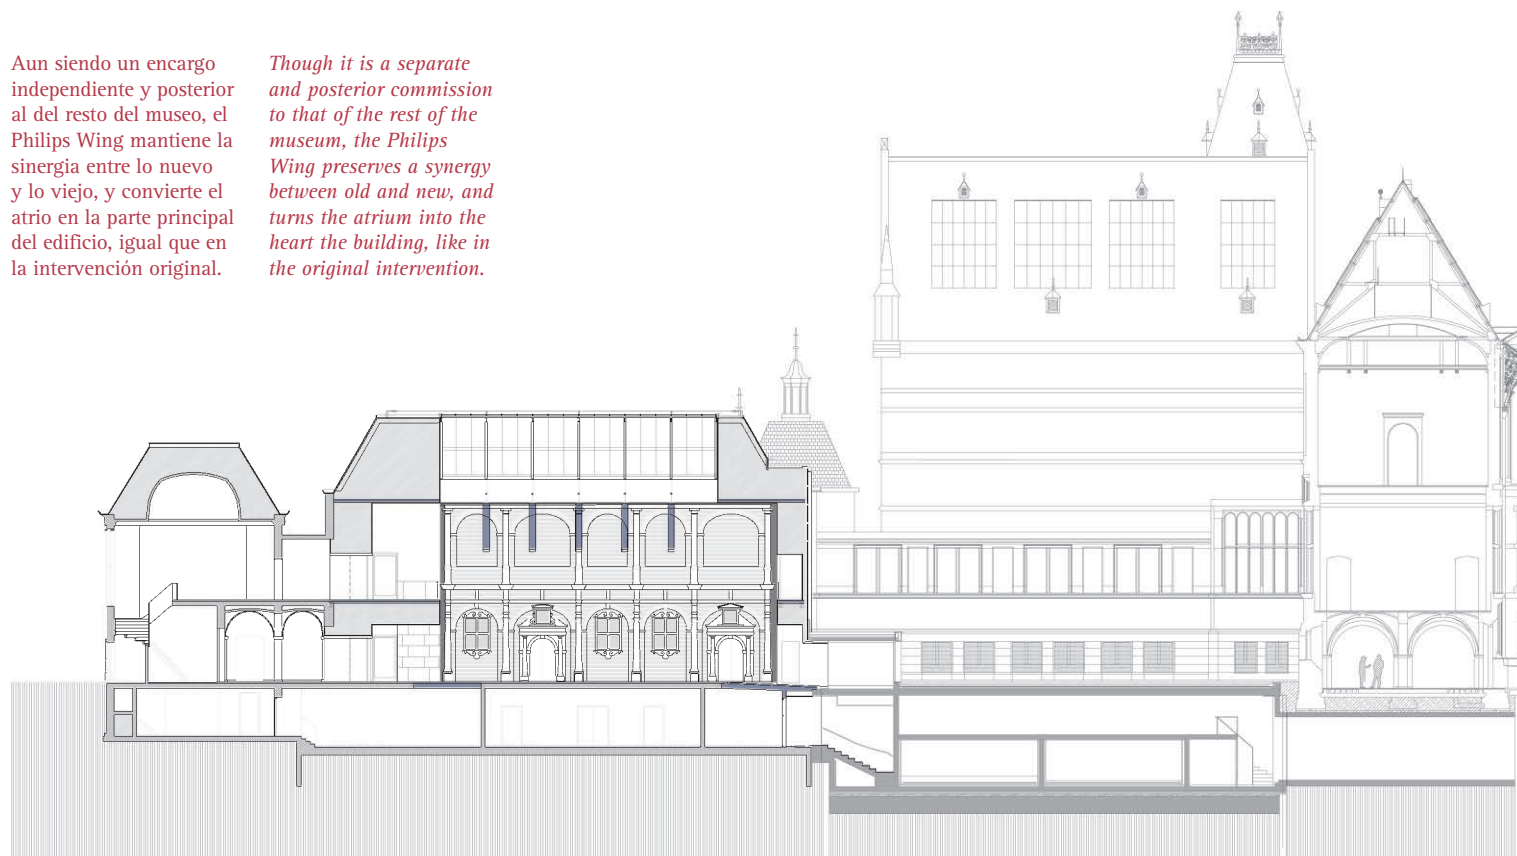 Aun siendo un encargo
independiente y posterior
al del resto del museo, el
Philips Wing mantiene la
sinergia entre lo nuevo
y lo viejo, y convierte el
atrio en la parte principal
del edificio, igual que en
la intervención original.
Though it is a separate
and posterior commission
to that of the rest of the
museum, the Philips
Wing preserves a synergy
between old and new, and
turns the atrium into the
heart the building, like in
the original intervention.